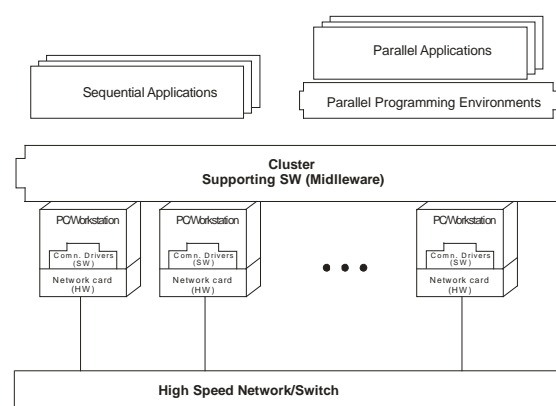 Parallel Applications
Sequential Applications
Parallel Programming Environments
Cluster
Supporting SW (Midlleware)
PC/Workstation
PC/Workstation
PC/Workstation
Comn. Drivers
(SW)
Comn. Drivers
(SW)
Comn. Drivers
(SW)
Network card
(HW)
Network card
(HW)
Network card
(HW)
High Speed Network/Switch